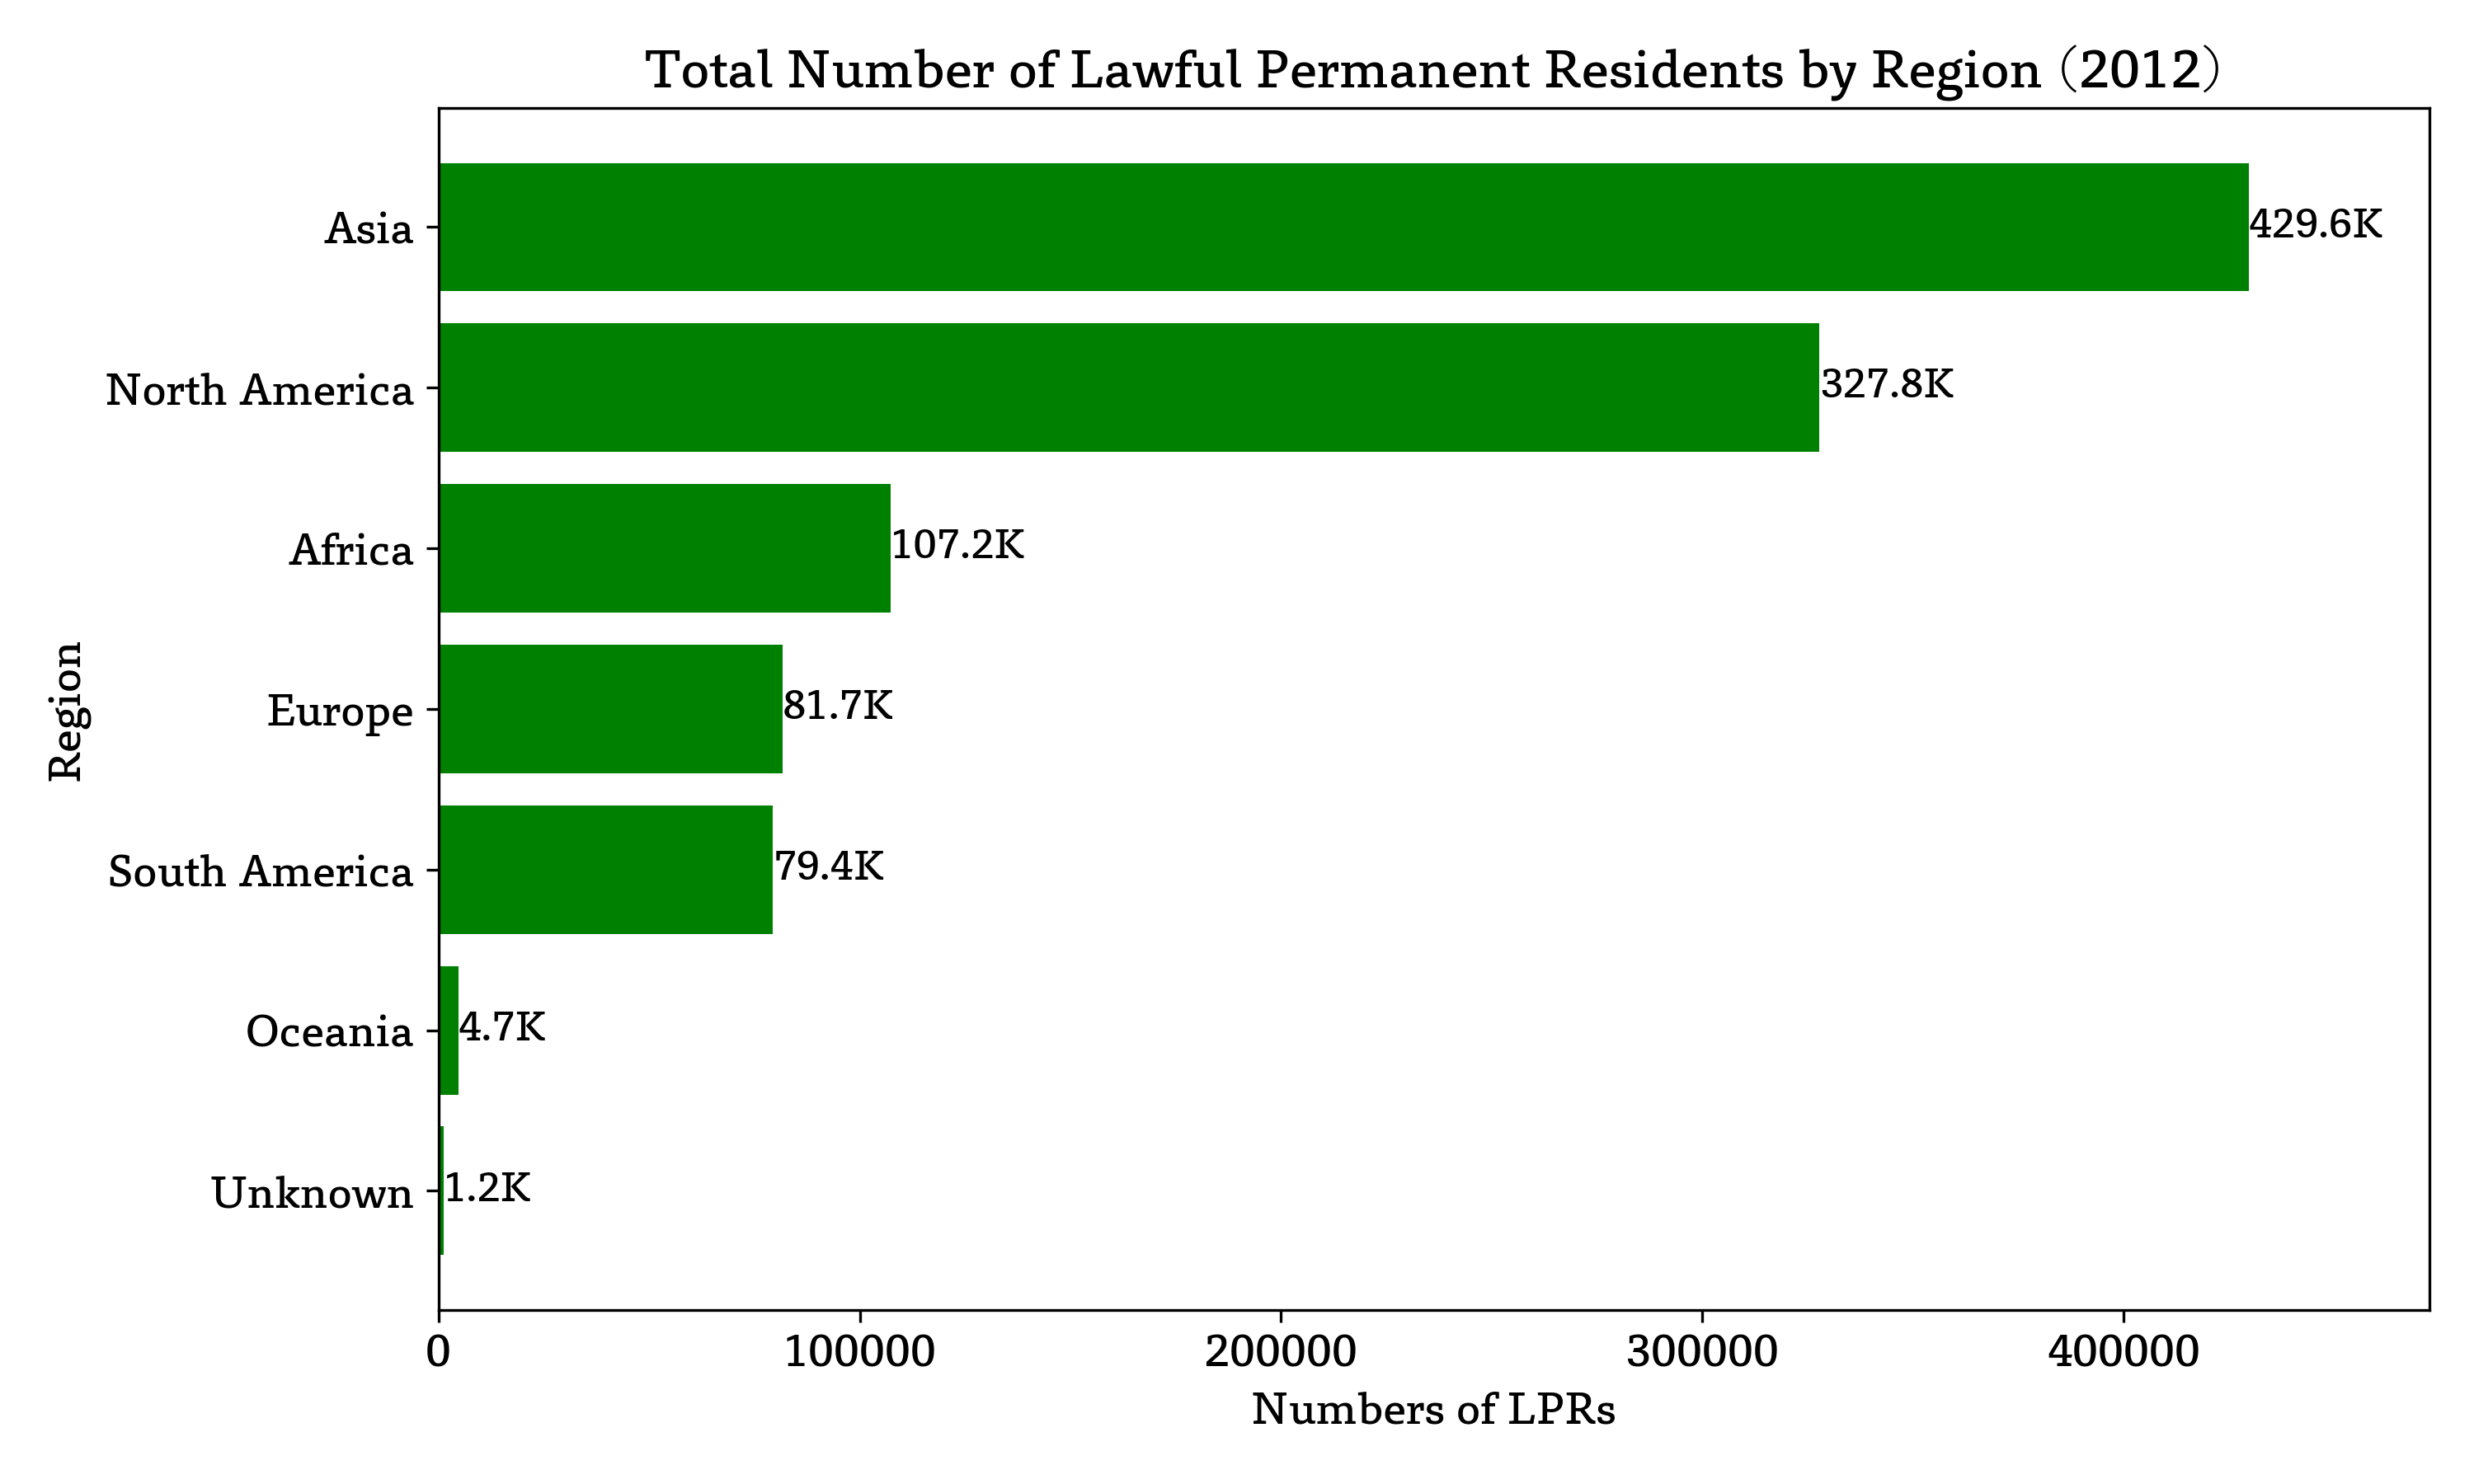 Total Number of Lawful Permanent Residents by Region (2012)
Region
Asia 429.6K
North America 327.8K
Africa 107.2K
Europe 81.7K
South America 79.4K
Oceania 4.7K
Unknown 1.2K
0 100000 200000 300000 400000
Numbers of LPRs